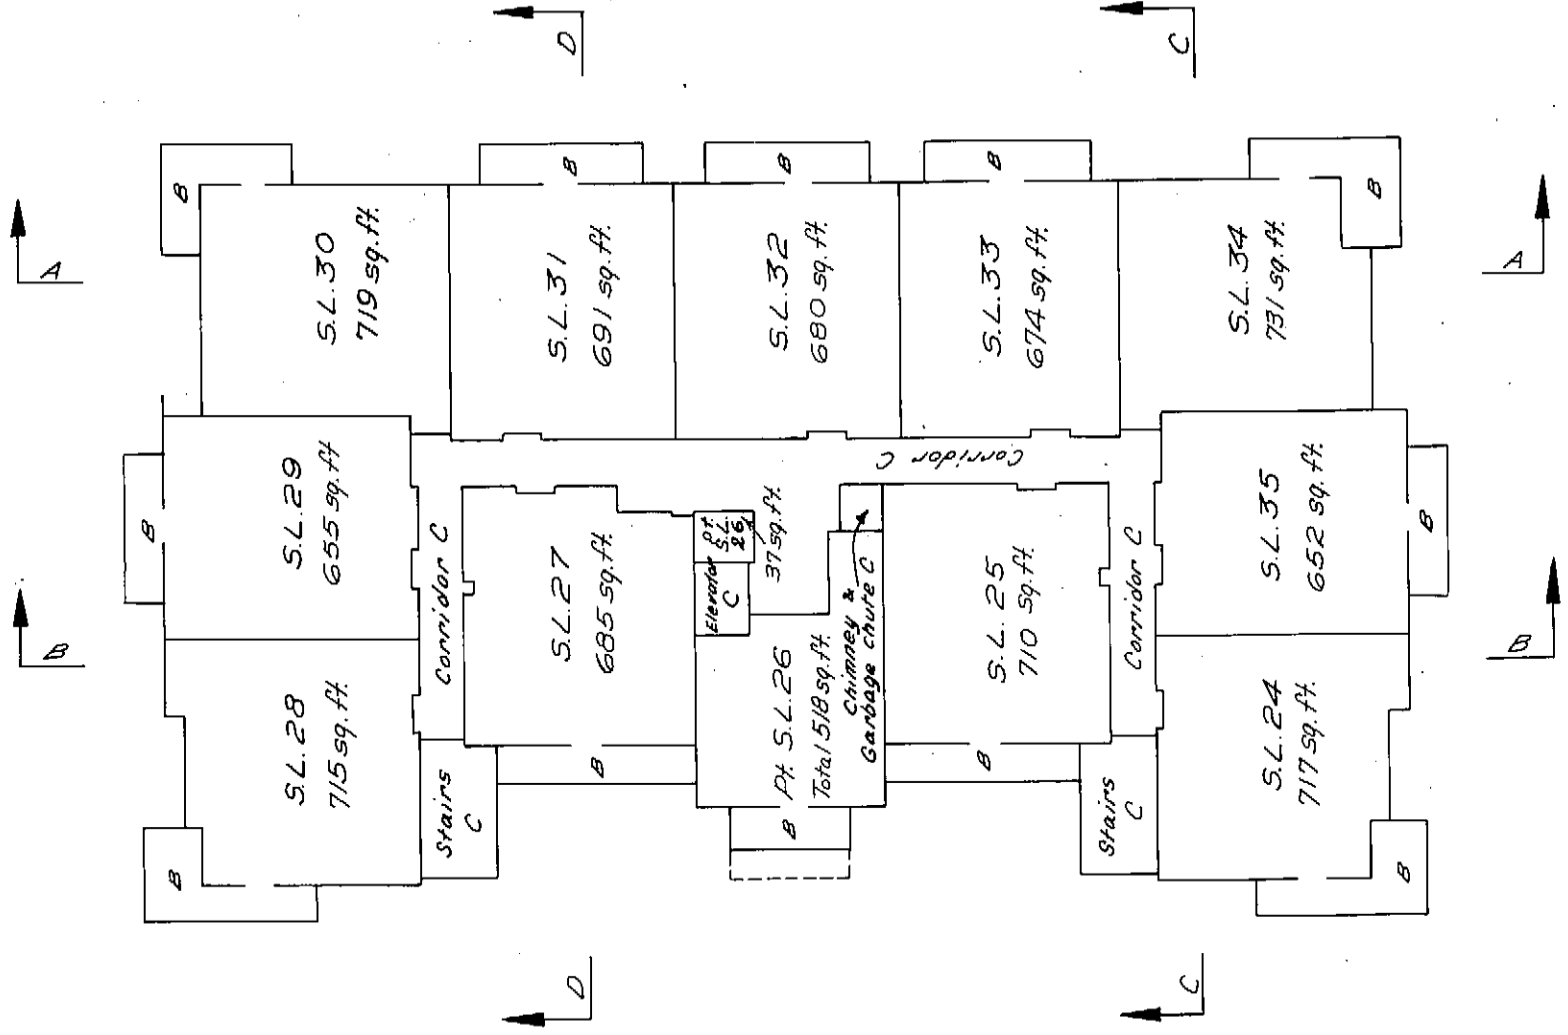 D
C
B
B
B
B
B
A
A
S.L.30
719 sq.ft.
S.L.31
691 sq.ft.
S.L.32
680 sq.ft.
S.L.33
674 sq.ft.
S.L.34
731 sq.ft.
Corridor C
B
S.L.29
655 sq.ft
Corridor C
S.L.27
685 sq.ft.
Pt.
S.L.
26
37 sq.ft.
Elevator
C
S.L.25
710 sq.ft.
Corridor C
S.L.35
652 sq.ft.
B
B
B
S.L.28
715 sq.ft.
Pt. S.L.26
Total 518 sq.ft.
Chimney &
Garbage chute C
S.L.24
717 sq.ft.
Stairs
C
B
B
B
Stairs
C
B
B
D
C